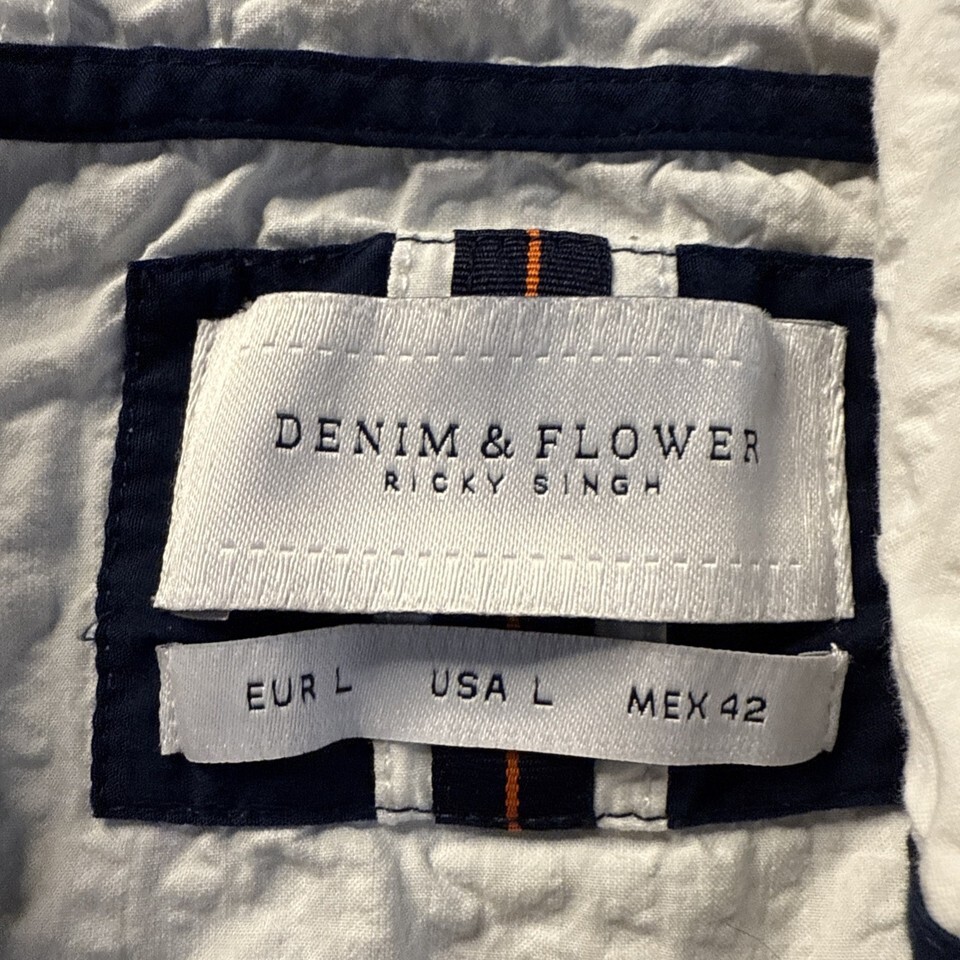 DENIM & FLOWER
RICKY SINGH
EUR L USA L MEX 42